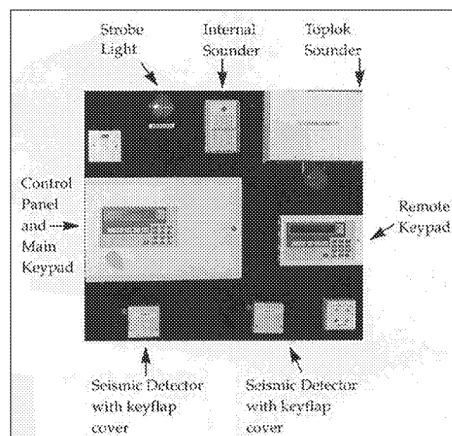 Strobe
Light
Internal
Sounder
Toplok
Sounder
Control
Panel
and
Main
Keypad
Remote
Keypad
Seismic Detector
with keyflap
cover
Seismic Detector
with keyflap
cover